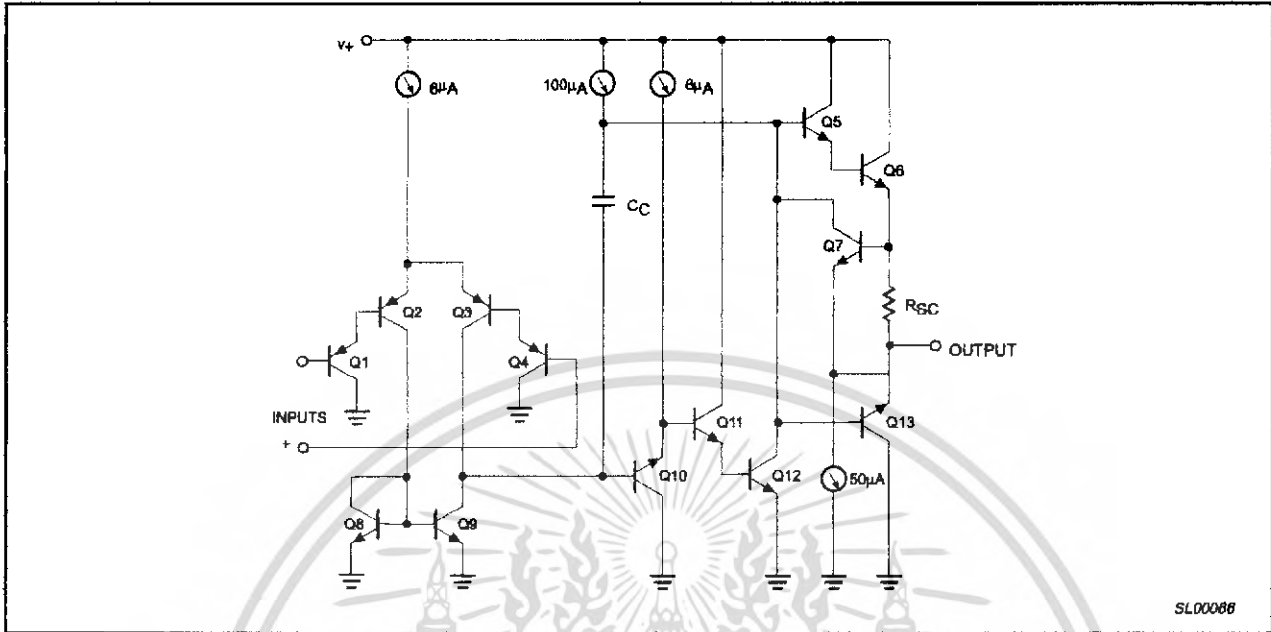 V+
6µA
100µA
6µA
Q5
Q6
CC
Q7
Q2
Q3
RSC
Q1
Q4
OUTPUT
INPUTS
Q11
Q13
+
Q10
Q12
50µA
Q8
Q9
SL00066